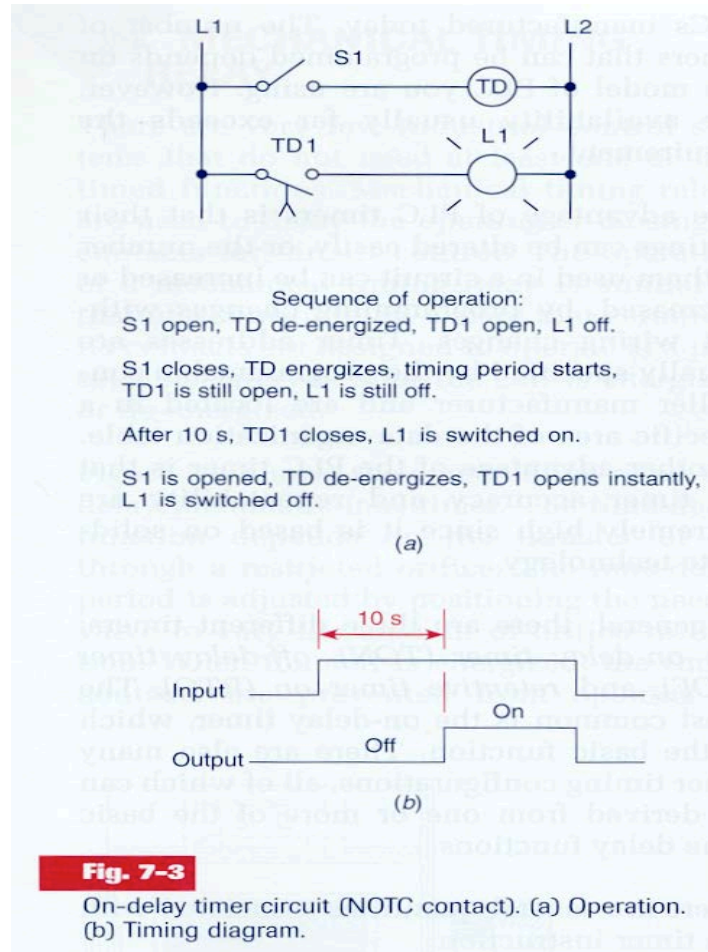 L1
L2
S1
TD
TD1
L1
Sequence of operation:
S1 open, TD de-energized, TD1 open, L1 off.
S1 closes, TD energizes, timing period starts,
TD1 is still open, L1 is still off.
After 10 s, TD1 closes, L1 is switched on.
S1 is opened, TD de-energizes, TD1 opens instantly,
L1 is switched off.
(a)
10 s
Input
On
Off
Output
(b)
Fig. 7-3
On-delay timer circuit (NOTC contact). (a) Operation.
(b) Timing diagram.